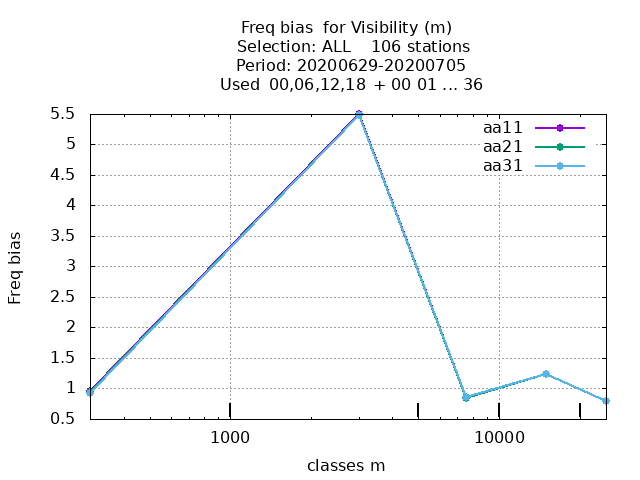 Freq bias  for Visibility (m)
Selection: ALL    106 stations
Period: 20200629-20200705
Used  00,06,12,18  + 00 01 ... 36
5.5
5
4.5
4
3.5
3
2.5
2
1.5
1
0.5
Freq bias
aa11
aa21
aa31
1000
10000
classes m